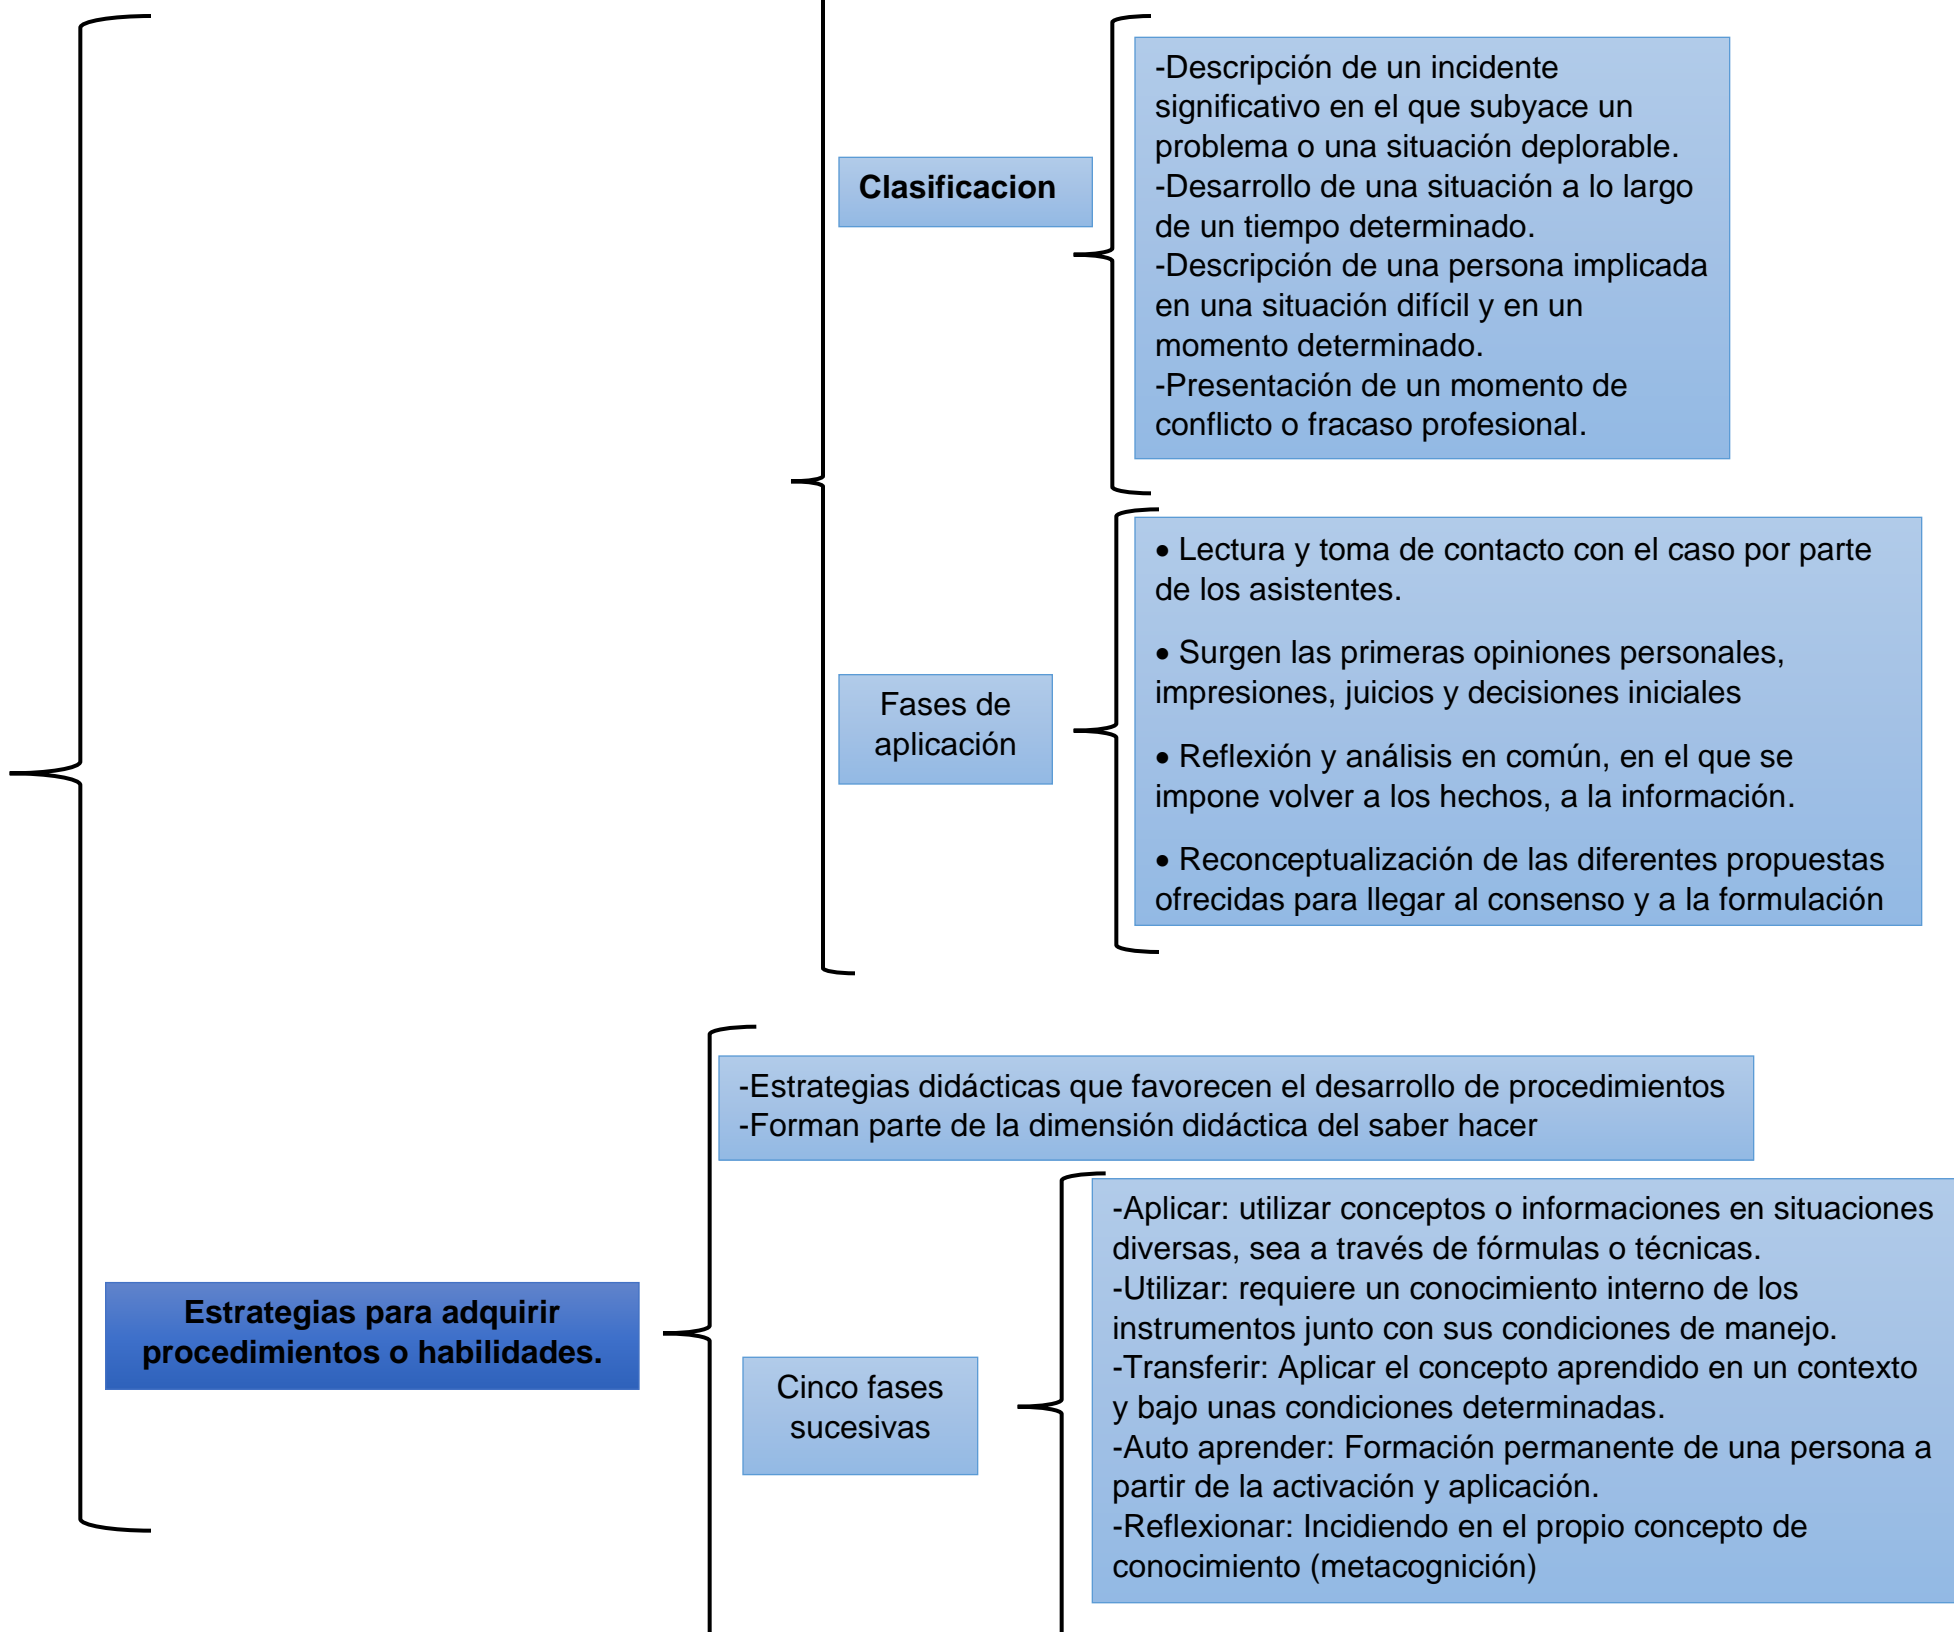 Clasificacion
-Descripción de un incidente
significativo en el que subyace un
problema o una situación deplorable.
-Desarrollo de una situación a lo largo
de un tiempo determinado.
-Descripción de una persona implicada
en una situación difícil y en un
momento determinado.
-Presentación de un momento de
conflicto o fracaso profesional.
Fases de
aplicación
• Lectura y toma de contacto con el caso por parte
de los asistentes.
• Surgen las primeras opiniones personales,
impresiones, juicios y decisiones iniciales
• Reflexión y análisis en común, en el que se
impone volver a los hechos, a la información.
• Reconceptualización de las diferentes propuestas
ofrecidas para llegar al consenso y a la formulación
Estrategias para adquirir
procedimientos o habilidades.
-Estrategias didácticas que favorecen el desarrollo de procedimientos
-Forman parte de la dimensión didáctica del saber hacer
Cinco fases
sucesivas
-Aplicar: utilizar conceptos o informaciones en situaciones
diversas, sea a través de fórmulas o técnicas.
-Utilizar: requiere un conocimiento interno de los
instrumentos junto con sus condiciones de manejo.
-Transferir: Aplicar el concepto aprendido en un contexto
y bajo unas condiciones determinadas.
-Auto aprender: Formación permanente de una persona a
partir de la activación y aplicación.
-Reflexionar: Incidiendo en el propio concepto de
conocimiento (metacognición)